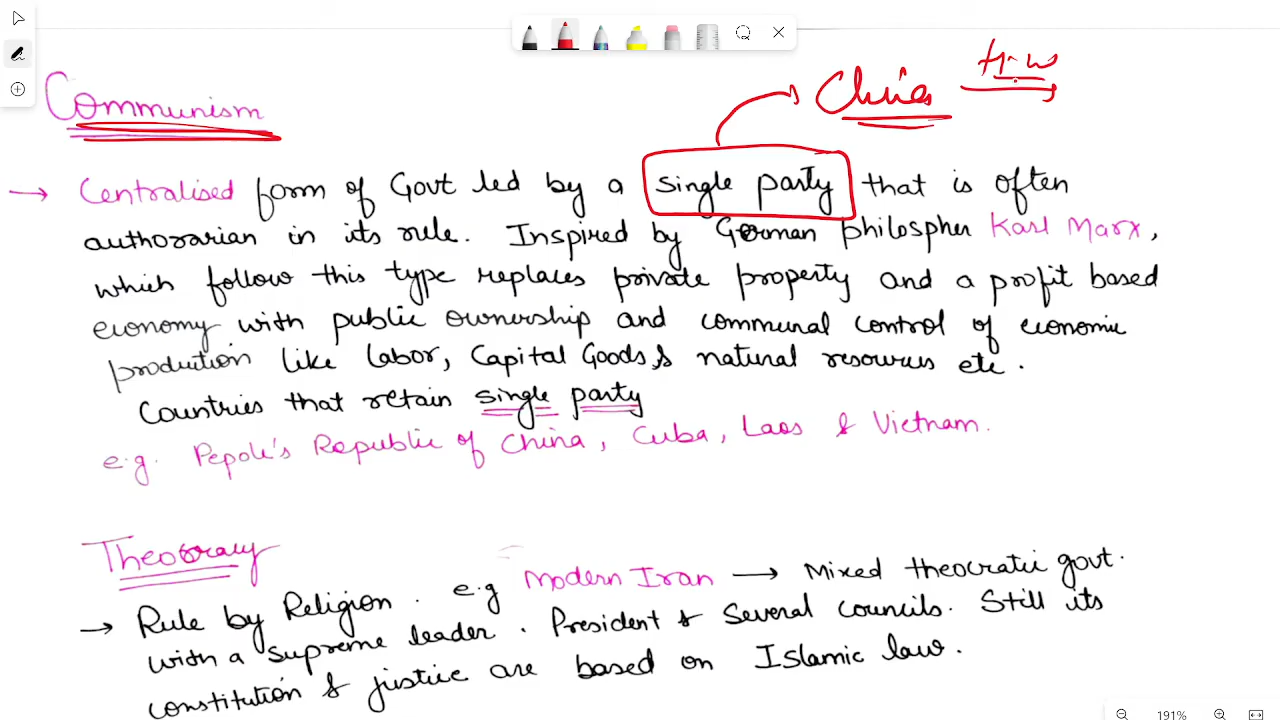 H.W
China
Communism
→ Centralised form of Govt led by a single party that is often
authorarian in its rule. Inspired by German philospher Karl Marx,
which follow this type replaces private property and a profit based
economy with public ownership and communal control of economic
production like labor, Capital Goods & natural resources etc.
Countries that retain single party
e.g. Pepole's Republic of China, Cuba, Laos & Vietnam.
Theocracy
→ Rule by Religion. e.g Modern Iran → Mixed theocratic govt.
with a supreme leader. President & Several councils. Still its
constitution & justice are based on Islamic law.
191%